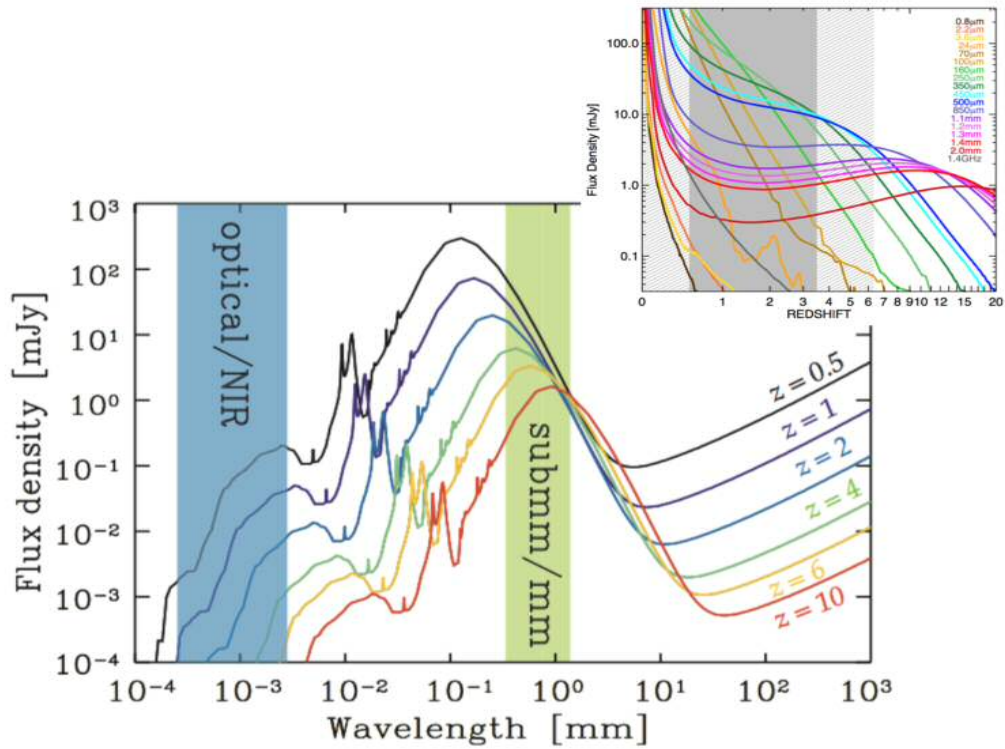 100.0
10.0
1.0
0.1
Flux Density [mJy]
0.8μm
2.2μm
3.6μm
24μm
70μm
100μm
160μm
250μm
350μm
450μm
500μm
850μm
1.1mm
1.2mm
1.3mm
1.4mm
2.0mm
1.4GHz
0 1 2 3 4 5 6 7 8 9 10 12 15 20
REDSHIFT
10³
10²
10¹
10⁰
10⁻¹
10⁻²
10⁻³
10⁻⁴
Flux density [mJy]
optical/NIR
submm/mm
z = 0.5
z = 1
z = 2
z = 4
z = 6
z = 10
10⁻⁴ 10⁻³ 10⁻² 10⁻¹ 10⁰ 10¹ 10² 10³
Wavelength [mm]